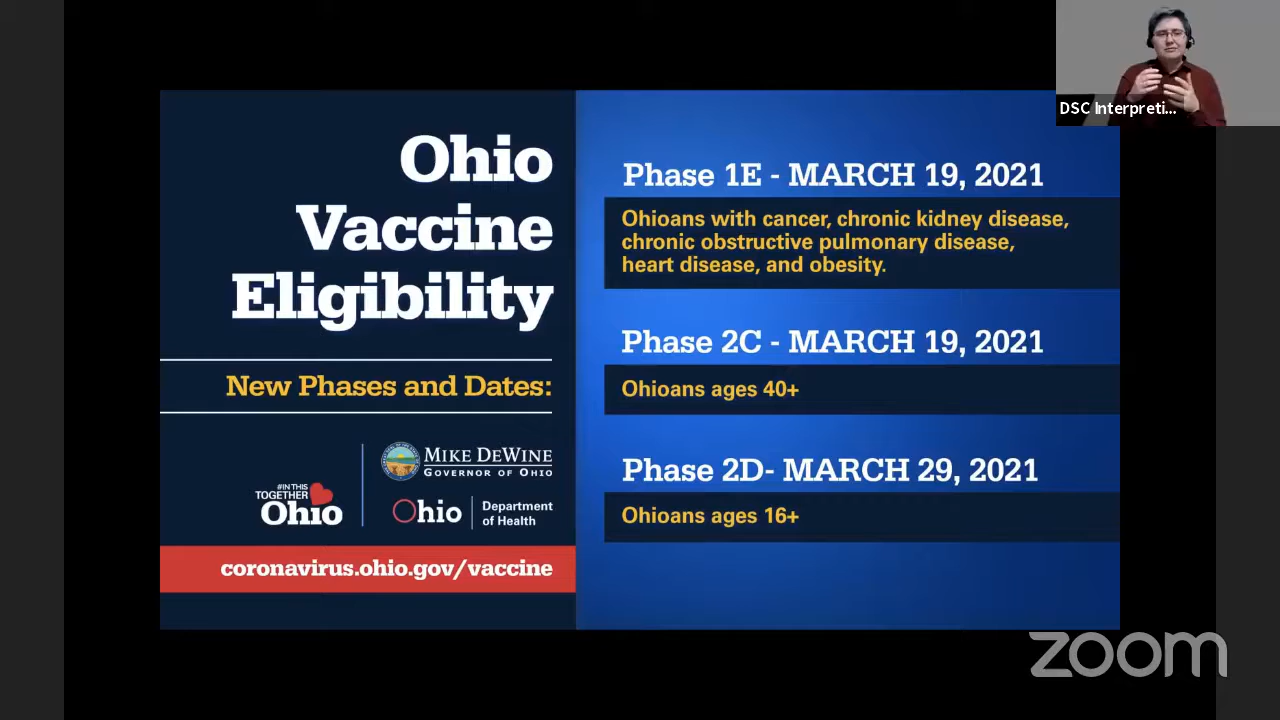 DSC Interpreti...
Ohio
Vaccine
Eligibility
New Phases and Dates:
#INTHIS
TOGETHER
Ohio
MIKE DEWINE
GOVERNOR OF OHIO
Ohio
Department
of Health
coronavirus.ohio.gov/vaccine
Phase 1E - MARCH 19, 2021
Ohioans with cancer, chronic kidney disease,
chronic obstructive pulmonary disease,
heart disease, and obesity.
Phase 2C - MARCH 19, 2021
Ohioans ages 40+
Phase 2D- MARCH 29, 2021
Ohioans ages 16+
zoom